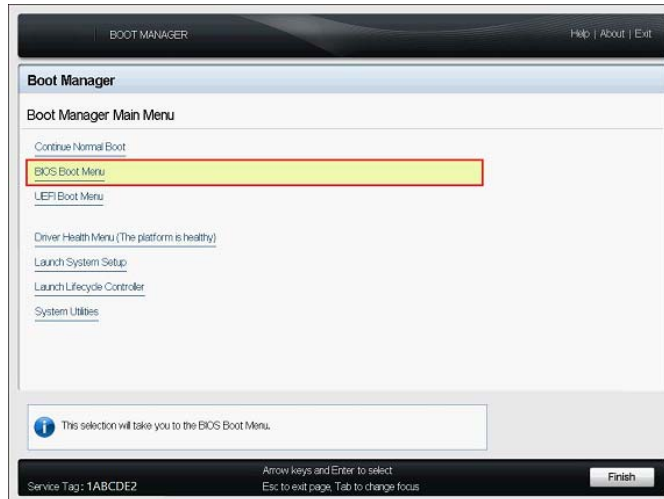 BOOT MANAGER
Help | About | Exit
Boot Manager
Boot Manager Main Menu
Continue Normal Boot
BIOS Boot Menu
UEFI Boot Menu
Driver Health Menu (The platform is healthy)
Launch System Setup
Launch Lifecycle Controller
System Utilities
This selection will take you to the BIOS Boot Menu.
Service Tag: 1ABCDE2
Arrow keys and Enter to select
Esc to exit page, Tab to change focus
Finish